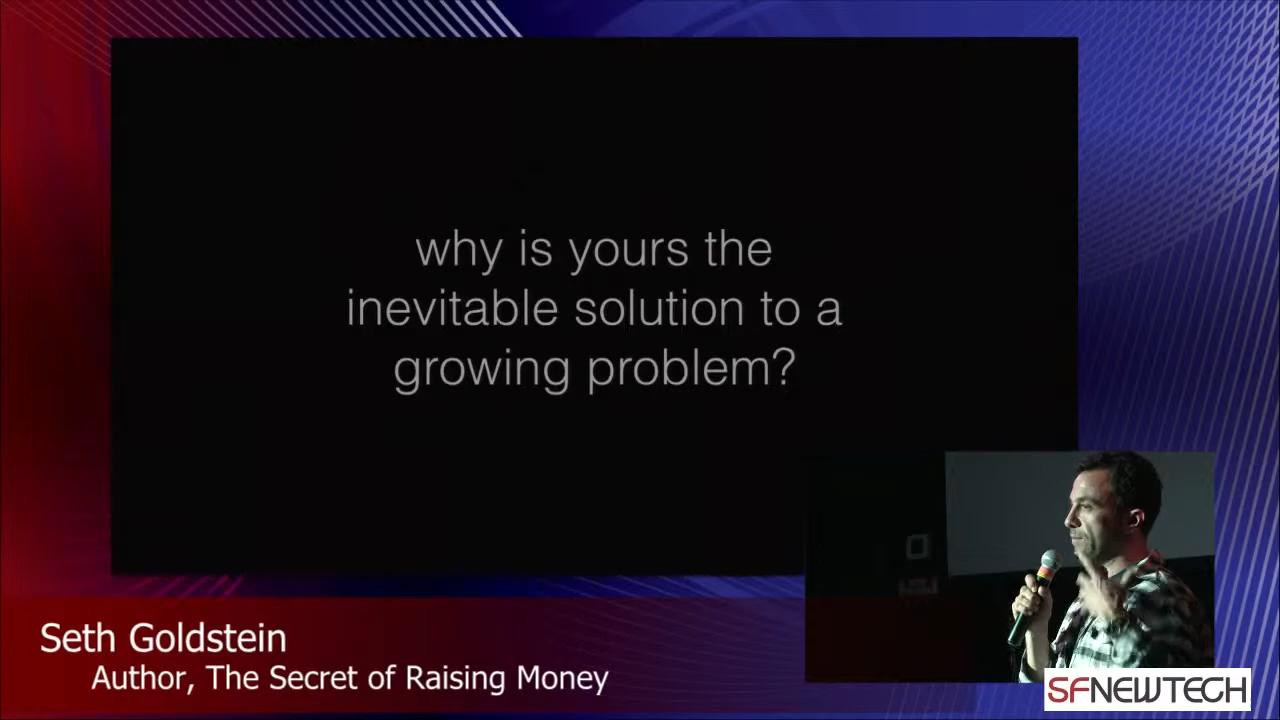 why is yours the
inevitable solution to a
growing problem?
Seth Goldstein
Author, The Secret of Raising Money
SFNEWTECH